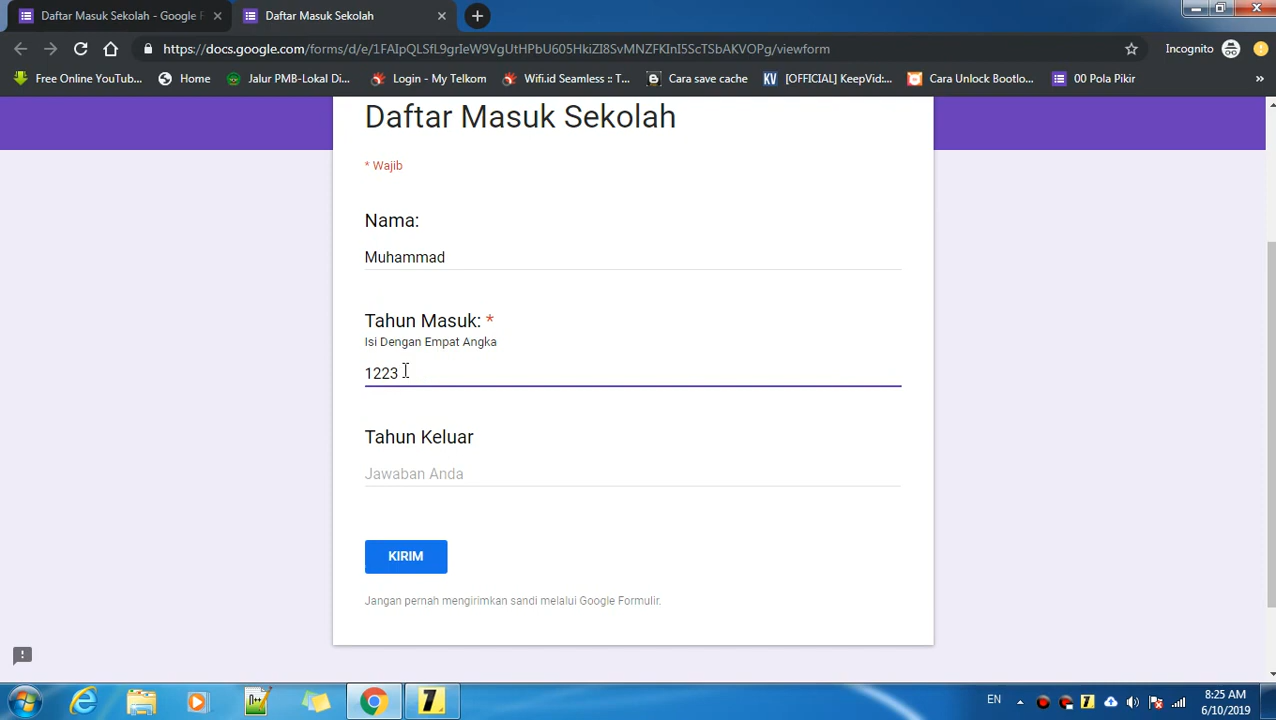 Daftar Masuk Sekolah - Google F
Daftar Masuk Sekolah
https://docs.google.com/forms/d/e/1FAIpQLSfL9grIeW9VgUtHPbU605HkiZI8SvMNZFKInI5ScTSbAKVOPg/viewform
Incognito
Free Online YouTub...
Home
Jalur PMB-Lokal Di...
Login - My Telkom
Wifi.id Seamless :: T...
Cara save cache
KV
[OFFICIAL] KeepVid:...
Cara Unlock Bootlo...
00 Pola Pikir
»
Daftar Masuk Sekolah
* Wajib
Nama:
Muhammad
Tahun Masuk: *
Isi Dengan Empat Angka
1223
Tahun Keluar
Jawaban Anda
KIRIM
Jangan pernah mengirimkan sandi melalui Google Formulir.
EN
8:25 AM
6/10/2019